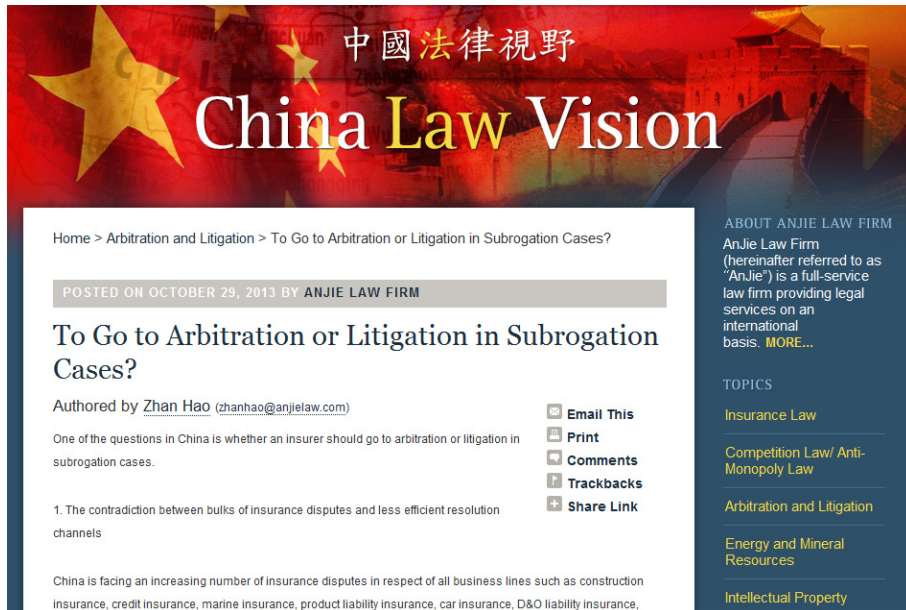 中國法律視野
China Law Vision
Home > Arbitration and Litigation > To Go to Arbitration or Litigation in Subrogation Cases?
POSTED ON OCTOBER 29, 2013 BY ANJIE LAW FIRM
To Go to Arbitration or Litigation in Subrogation
Cases?
Authored by Zhan Hao (zhanhao@anjielaw.com)
One of the questions in China is whether an insurer should go to arbitration or litigation in
subrogation cases.
1. The contradiction between bulks of insurance disputes and less efficient resolution
channels
China is facing an increasing number of insurance disputes in respect of all business lines such as construction
insurance, credit insurance, marine insurance, product liability insurance, car insurance, D&O liability insurance,
Email This
Print
Comments
Trackbacks
Share Link
ABOUT ANJIE LAW FIRM
AnJie Law Firm
(hereinafter referred to as
“AnJie”) is a full-service
law firm providing legal
services on an
international
basis. MORE...
TOPICS
Insurance Law
Competition Law/ Anti-
Monopoly Law
Arbitration and Litigation
Energy and Mineral
Resources
Intellectual Property